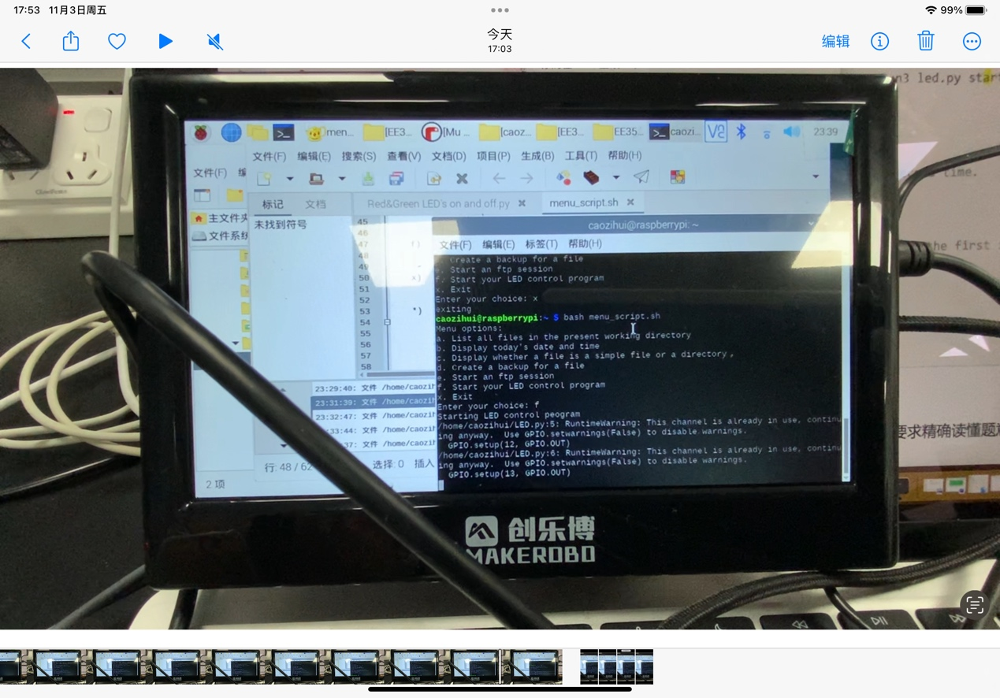 17:53 11月3日周五
99%
今天
17:03
编辑
n3 led.py star
time.
the first
要求精确读懂题
men...
[EE3...
[Mu ...
[caoz...
[EE3...
EE35...
caozi...
23:39
文件(F) 编辑(E) 搜索(S) 查看(V) 文档(D) 项目(P) 生成(B) 工具(T) 帮助(H)
文件(F) 编
标记 文档
Red&Green LED's on and off.py
menu_script.sh
主文件夹
文件系统
未找到符号
45
46
47 f)
48
49
50 x)
51
52
53 *)
54
55
56
57
58
caozihui@raspberrypi: ~
文件(F) 编辑(E) 标签(T) 帮助(H)
. Create a backup for a file
e. Start an ftp session
f. Start your LED control program
x. Exit
Enter your choice: x
exiting
caozihui@raspberrypi:~ $ bash menu_script.sh
Menu options:
a. List all files in the present working directory
b. Display today's date and time
c. Display whether a file is a simple file or a directory,
d. Create a backup for a file
e. Start an ftp session
f. Start your LED control program
x. Exit
Enter your choice: f
Starting LED control peogram
/home/caozihui/LED.py:5: RuntimeWarning: This channel is already in use, continu
ing anyway.  Use GPIO.setwarnings(False) to disable warnings.
GPIO.setup(12, GPIO.OUT)
/home/caozihui/LED.py:6: RuntimeWarning: This channel is already in use, continu
ing anyway.  Use GPIO.setwarnings(False) to disable warnings.
GPIO.setup(13, GPIO.OUT)
23:29:40: 文件 /home/caozih
23:31:39: 文件 /home/caozih
23:32:47: 文件 /home/caozih
33:44: 文件 /home/caozih
37: 文件 /home/caozih
行: 48 / 62
选择: 0 插入
2 项
创乐博
MAKEROBO